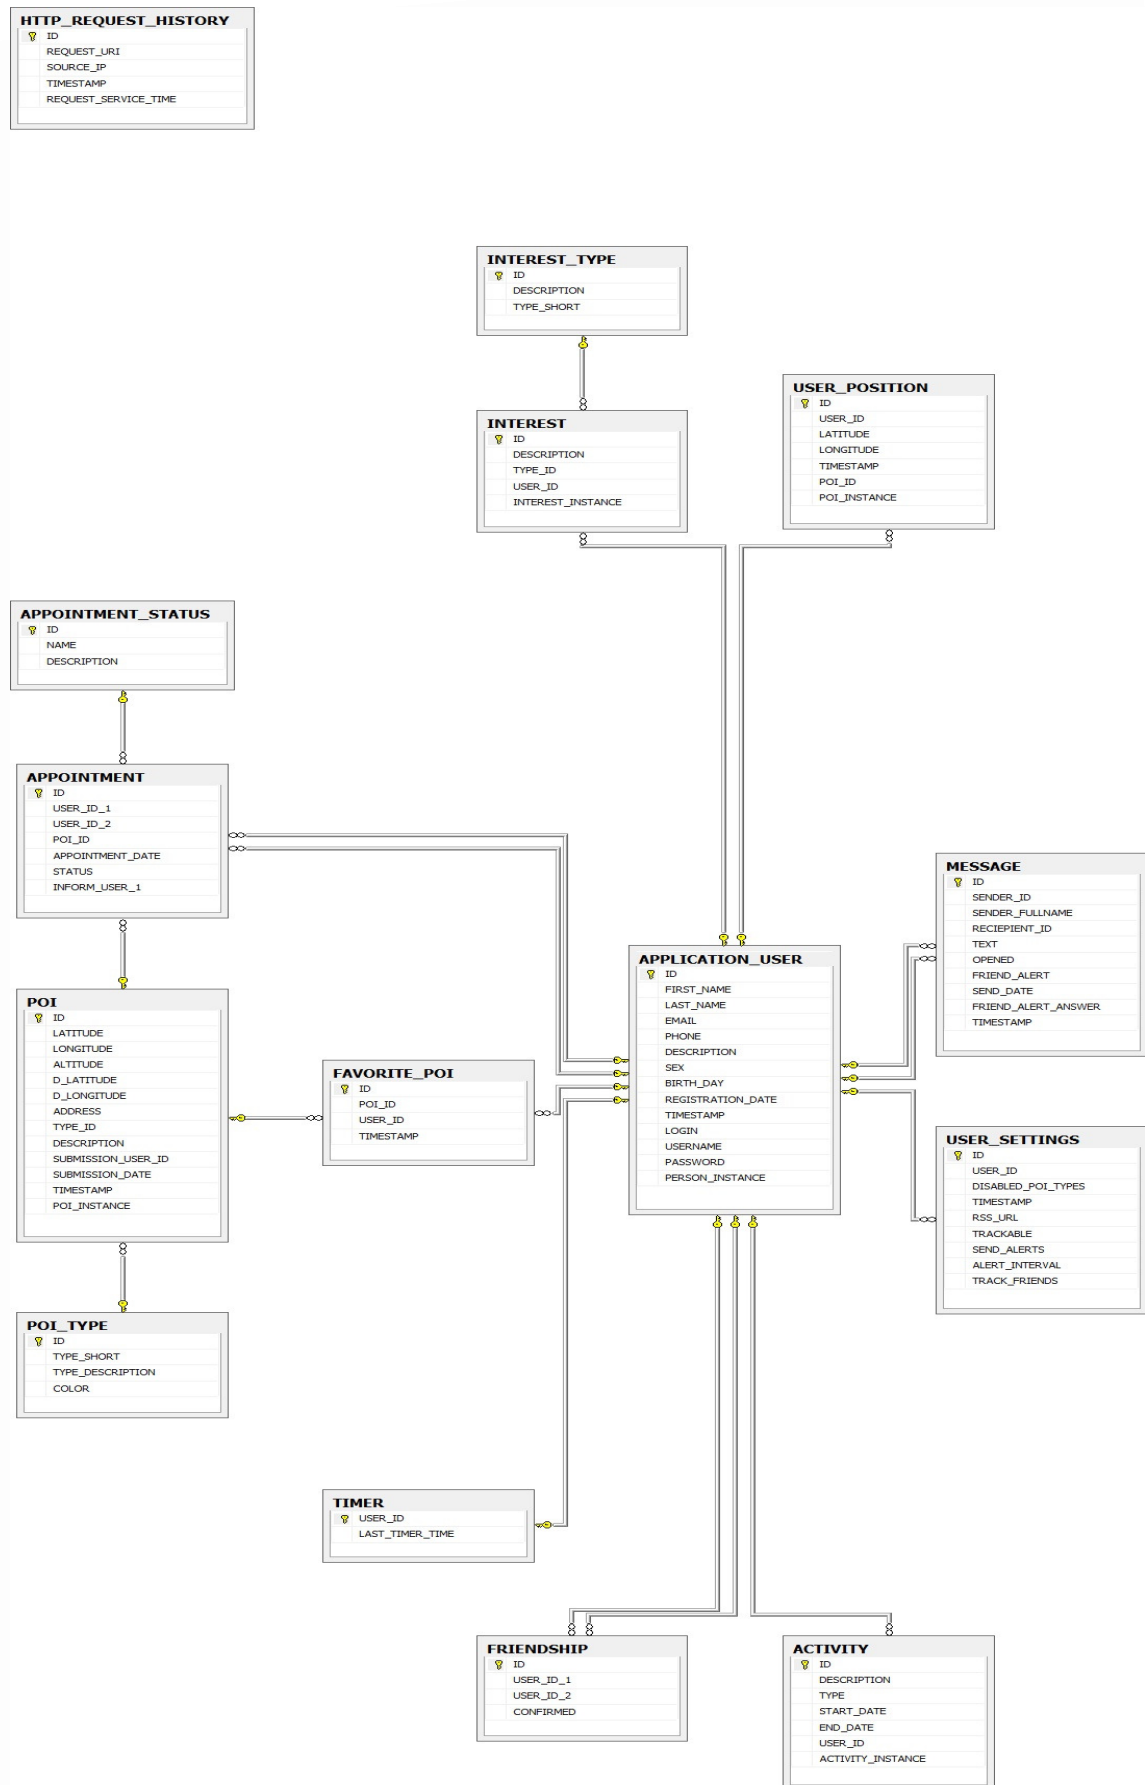 HTTP_REQUEST_HISTORY
ID
REQUEST_URI
SOURCE_IP
TIMESTAMP
REQUEST_SERVICE_TIME
INTEREST_TYPE
ID
DESCRIPTION
TYPE_SHORT
USER_POSITION
ID
USER_ID
LATITUDE
LONGITUDE
TIMESTAMP
POI_ID
POI_INSTANCE
INTEREST
ID
DESCRIPTION
TYPE_ID
USER_ID
INTEREST_INSTANCE
APPOINTMENT_STATUS
ID
NAME
DESCRIPTION
APPOINTMENT
ID
USER_ID_1
USER_ID_2
POI_ID
APPOINTMENT_DATE
STATUS
INFORM_USER_1
MESSAGE
ID
SENDER_ID
SENDER_FULLNAME
RECIEPIENT_ID
TEXT
OPENED
FRIEND_ALERT
SEND_DATE
FRIEND_ALERT_ANSWER
TIMESTAMP
APPLICATION_USER
ID
FIRST_NAME
LAST_NAME
EMAIL
PHONE
DESCRIPTION
SEX
BIRTH_DAY
REGISTRATION_DATE
TIMESTAMP
LOGIN
USERNAME
PASSWORD
PERSON_INSTANCE
POI
ID
LATITUDE
LONGITUDE
ALTITUDE
D_LATITUDE
D_LONGITUDE
ADDRESS
TYPE_ID
DESCRIPTION
SUBMISSION_USER_ID
SUBMISSION_DATE
TIMESTAMP
POI_INSTANCE
FAVORITE_POI
ID
POI_ID
USER_ID
TIMESTAMP
USER_SETTINGS
ID
USER_ID
DISABLED_POI_TYPES
TIMESTAMP
RSS_URL
TRACKABLE
SEND_ALERTS
ALERT_INTERVAL
TRACK_FRIENDS
POI_TYPE
ID
TYPE_SHORT
TYPE_DESCRIPTION
COLOR
TIMER
USER_ID
LAST_TIMER_TIME
FRIENDSHIP
ID
USER_ID_1
USER_ID_2
CONFIRMED
ACTIVITY
ID
DESCRIPTION
TYPE
START_DATE
END_DATE
USER_ID
ACTIVITY_INSTANCE